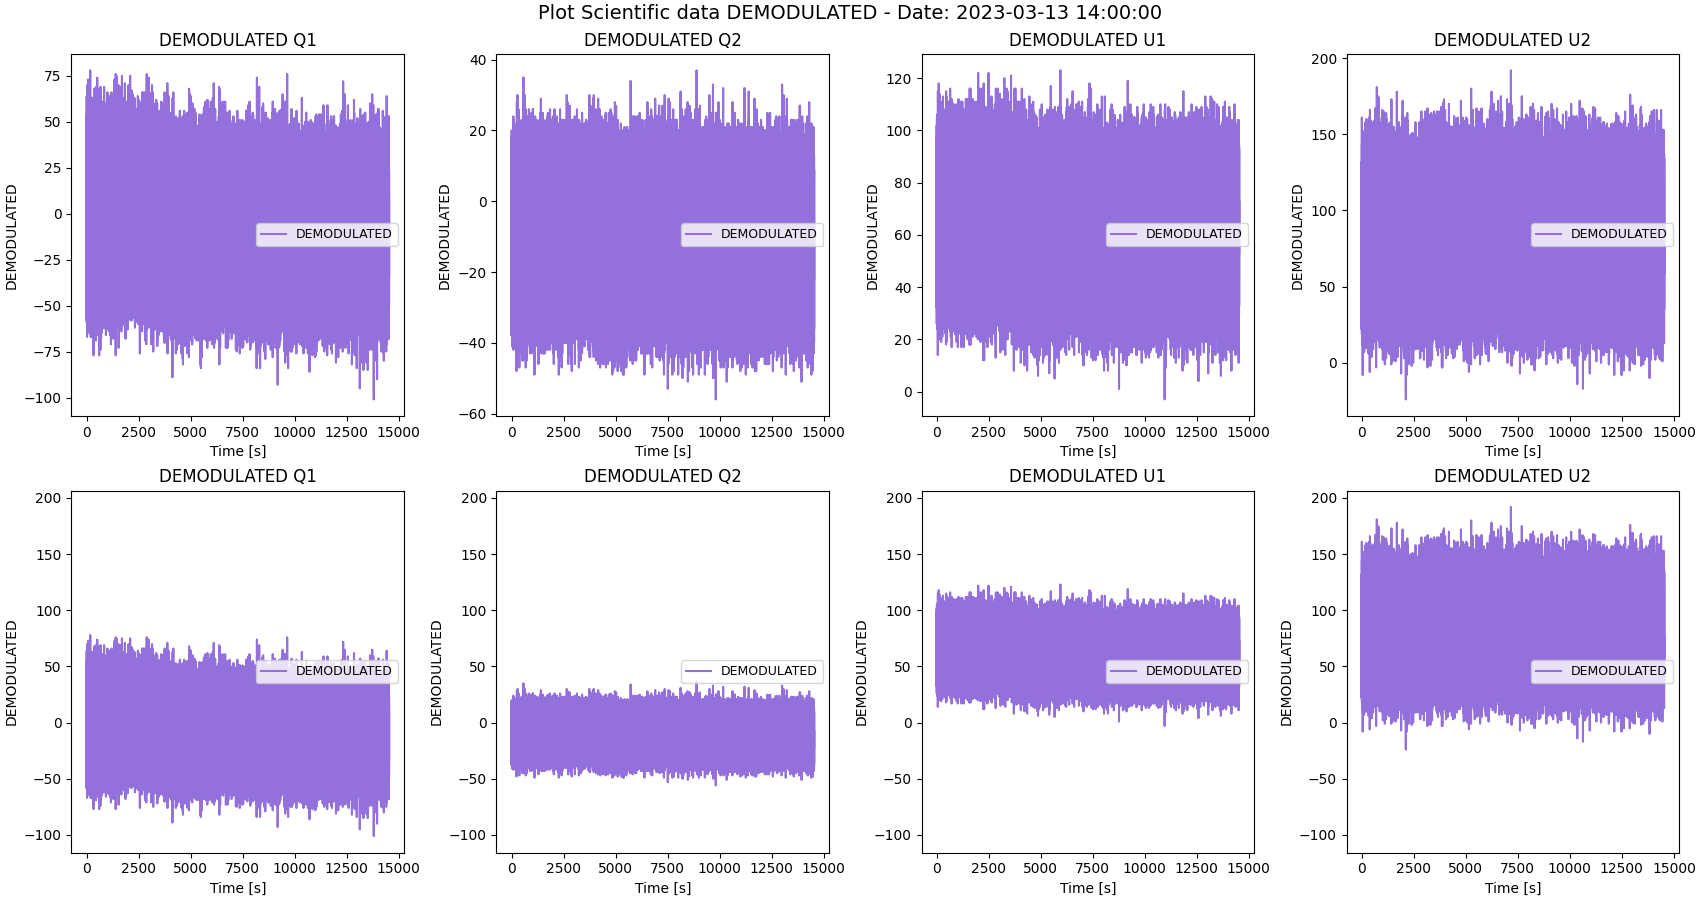 Plot Scientific data DEMODULATED - Date: 2023-03-13 14:00:00
DEMODULATED Q1
DEMODULATED
75
50
25
0
−25
−50
−75
−100
DEMODULATED
0 2500 5000 7500 10000 12500 15000
Time [s]
DEMODULATED Q2
DEMODULATED
40
20
0
−20
−40
−60
DEMODULATED
0 2500 5000 7500 10000 12500 15000
Time [s]
DEMODULATED U1
DEMODULATED
120
100
80
60
40
20
0
DEMODULATED
0 2500 5000 7500 10000 12500 15000
Time [s]
DEMODULATED U2
DEMODULATED
200
150
100
50
0
DEMODULATED
0 2500 5000 7500 10000 12500 15000
Time [s]
DEMODULATED Q1
DEMODULATED
200
150
100
50
0
−50
−100
DEMODULATED
0 2500 5000 7500 10000 12500 15000
Time [s]
DEMODULATED Q2
DEMODULATED
200
150
100
50
0
−50
−100
DEMODULATED
0 2500 5000 7500 10000 12500 15000
Time [s]
DEMODULATED U1
DEMODULATED
200
150
100
50
0
−50
−100
DEMODULATED
0 2500 5000 7500 10000 12500 15000
Time [s]
DEMODULATED U2
DEMODULATED
200
150
100
50
0
−50
−100
DEMODULATED
0 2500 5000 7500 10000 12500 15000
Time [s]